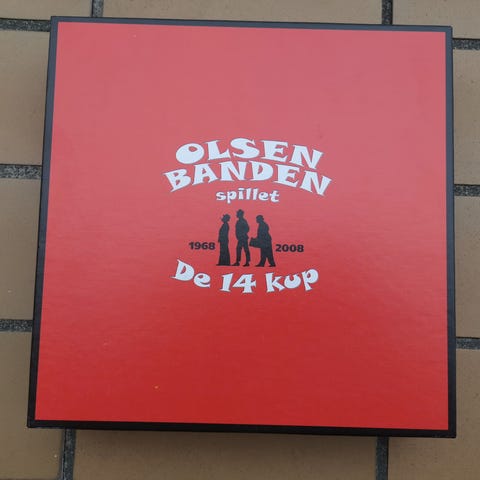 OLSEN
BANDEN
spillet
1968 2008
De 14 kup